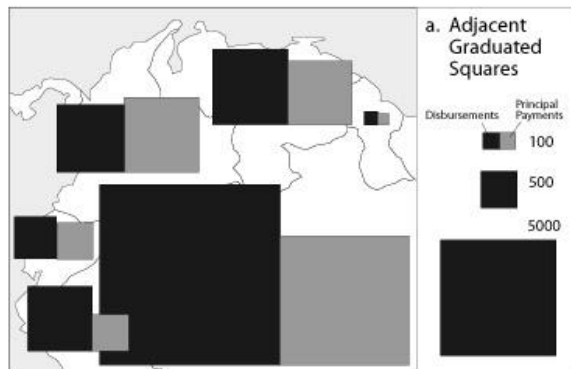 a. Adjacent
Graduated
Squares
Disbursements
Principal
Payments
100
500
5000